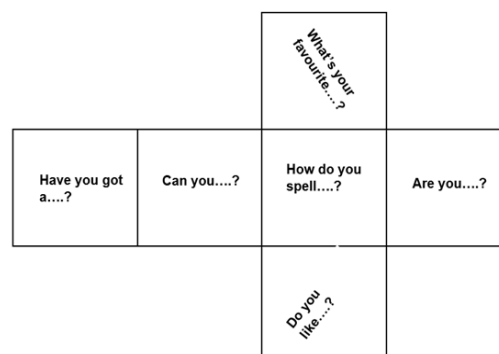 What's your
favourite....?
Have you got
a....?
Can you....?
How do you
spell....?
Are you....?
Do you
like....?